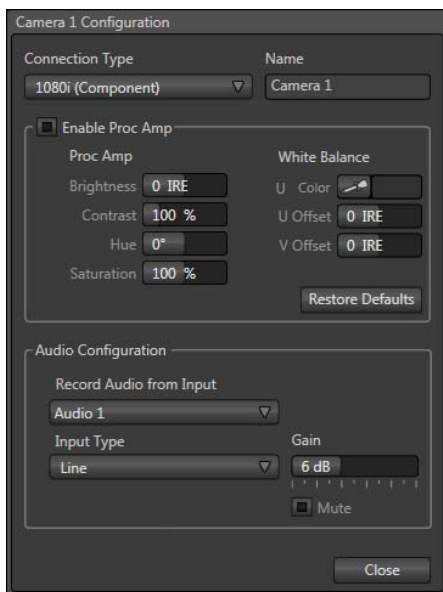 Camera 1 Configuration
Connection Type
Name
1080i (Component)
Camera 1
Enable Proc Amp
Proc Amp
White Balance
Brightness 0 IRE
U Color
Contrast 100 %
U Offset 0 IRE
Hue 0°
V Offset 0 IRE
Saturation 100 %
Restore Defaults
Audio Configuration
Record Audio from Input
Audio 1
Input Type
Gain
Line
6 dB
Mute
Close